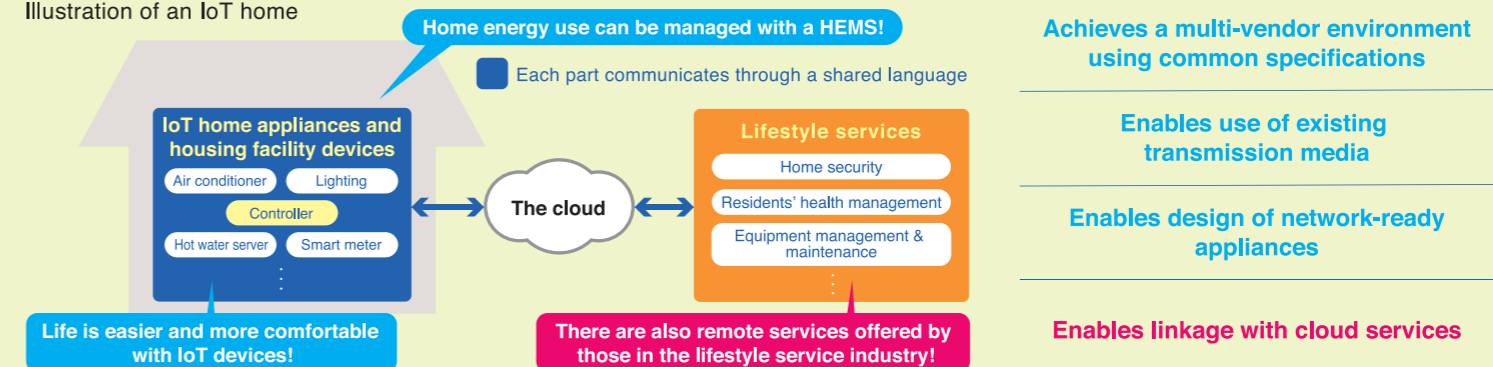 Illustration of an IoT home
Home energy use can be managed with a HEMS!
Each part communicates through a shared language
IoT home appliances and
housing facility devices
Air conditioner
Lighting
Controller
Hot water server
Smart meter
The cloud
Lifestyle services
Home security
Residents' health management
Equipment management &
maintenance
Life is easier and more comfortable
with IoT devices!
There are also remote services offered by
those in the lifestyle service industry!
Achieves a multi-vendor environment
using common specifications
Enables use of existing
transmission media
Enables design of network-ready
appliances
Enables linkage with cloud services